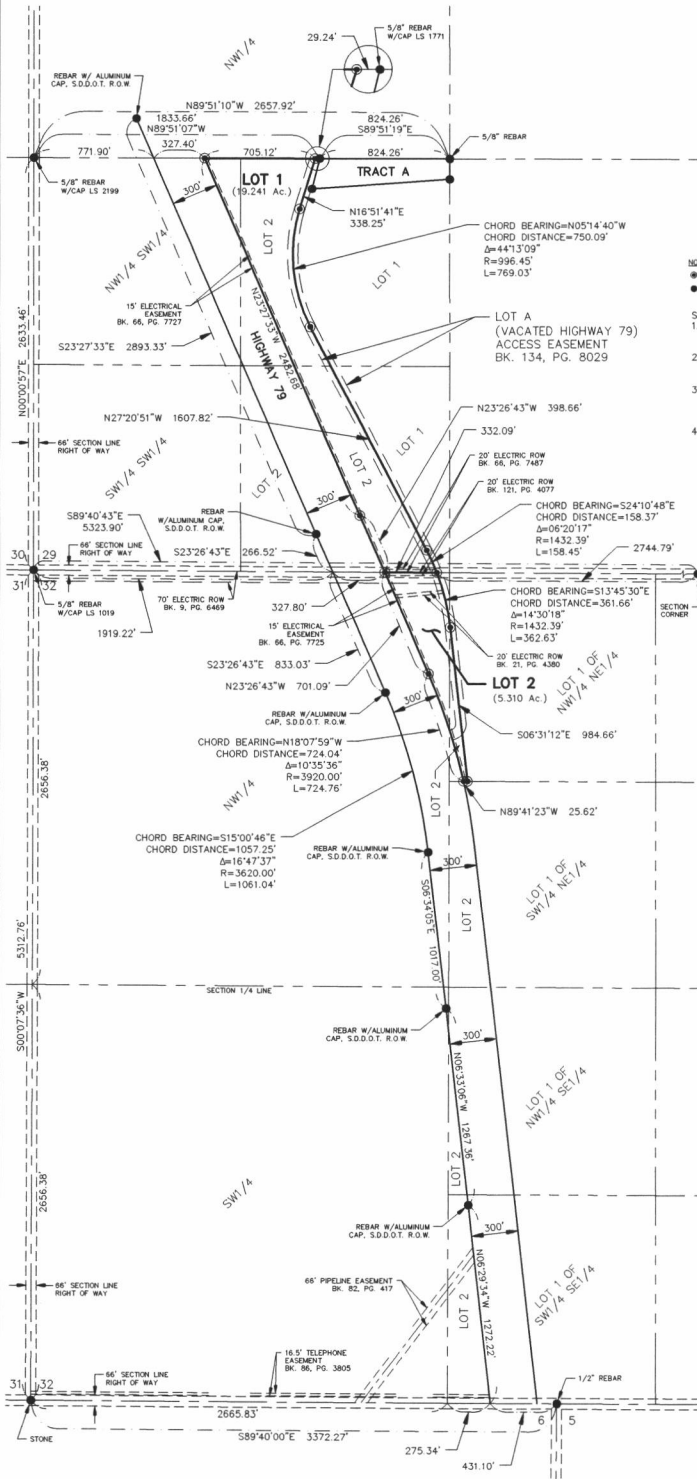 NW1/4
29.24'
5/8" REBAR
W/CAP LS 1771
REBAR W/ ALUMINUM
CAP, S.D.D.O.T. R.O.W.
N89°51'10"W 2657.92'
1833.66'
N89°51'07"W
824.26'
S89°51'19"E
5/8" REBAR
771.90'
327.40'
705.12'
824.26'
5/8" REBAR
W/CAP LS 2199
300'
LOT 1
(19.241 Ac.)
TRACT A
LOT 2
N16°51'41"E
338.25'
CHORD BEARING=N05°14'40"W
CHORD DISTANCE=750.09'
Δ=44°13'09"
R=996.45'
L=769.03'
NW1/4 SW1/4
LOT 1
15' ELECTRICAL
EASEMENT
BK. 66, PG. 7727
LOT A
(VACATED HIGHWAY 79)
ACCESS EASEMENT
BK. 134, PG. 8029
N00°00'57"E 2633.46'
S23°27'33"E 2893.33'
HIGHWAY 79
N23°27'33"W 2482.68'
N27°20'51"W 1607.82'
N23°26'43"W 398.66'
66' SECTION LINE
RIGHT OF WAY
SW1/4 SW1/4
LOT 2
LOT 2
LOT 1
332.09'
20' ELECTRIC ROW
BK. 66, PG. 7487
20' ELECTRIC ROW
BK. 121, PG. 4077
S89°40'43"E
5323.90'
REBAR
W/ALUMINUM CAP,
S.D.D.O.T. R.O.W.
300'
CHORD BEARING=S24°10'48"E
CHORD DISTANCE=158.37'
Δ=06°20'17"
R=1432.39'
L=158.45'
66' SECTION LINE
RIGHT OF WAY
S23°26'43"E 266.52'
2744.79'
30 29
31 32
5/8" REBAR
W/CAP LS 1019
70' ELECTRIC ROW
BK. 9, PG. 6469
327.80'
CHORD BEARING=S13°45'30"E
CHORD DISTANCE=361.66'
Δ=14°30'18"
R=1432.39'
L=362.63'
SECTION
CORNER
1919.22'
15' ELECTRICAL
EASEMENT
BK. 66, PG. 7725
20' ELECTRIC ROW
BK. 21, PG. 4380
S23°26'43"E 833.03'
N23°26'43"W 701.09'
LOT 2
(5.310 Ac.)
LOT 1 OF
NW1/4 NE1/4
REBAR W/ALUMINUM
CAP, S.D.D.O.T. R.O.W.
300'
S06°31'12"E 984.66'
CHORD BEARING=N18°07'59"W
CHORD DISTANCE=724.04'
Δ=10°35'36"
R=3920.00'
L=724.76'
2656.38'
NW1/4
LOT 2
N89°41'23"W 25.62'
CHORD BEARING=S15°00'46"E
CHORD DISTANCE=1057.25'
Δ=16°47'37"
R=3620.00'
L=1061.04'
REBAR W/ALUMINUM
CAP, S.D.D.O.T. R.O.W.
300'
LOT 2
LOT 1 OF
SW1/4 NE1/4
S06°34'05"E 1017.00'
S00°07'36"W 5312.76'
SECTION 1/4 LINE
REBAR W/ALUMINUM
CAP, S.D.D.O.T. R.O.W.
300'
N06°33'06"W 1267.36'
LOT 1 OF
NW1/4 SE1/4
LOT 2
2656.38'
SW1/4
REBAR W/ALUMINUM
CAP, S.D.D.O.T. R.O.W.
300'
66' SECTION LINE
RIGHT OF WAY
66' PIPELINE EASEMENT
BK. 82, PG. 417
N06°29'34"W 1272.22'
LOT 2
LOT 1 OF
SW1/4 SE1/4
16.5' TELEPHONE
EASEMENT
BK. 86, PG. 3805
66' SECTION LINE
RIGHT OF WAY
1/2" REBAR
31 32
2665.83'
6 5
STONE
S89°40'00"E 3372.27'
275.34'
431.10'